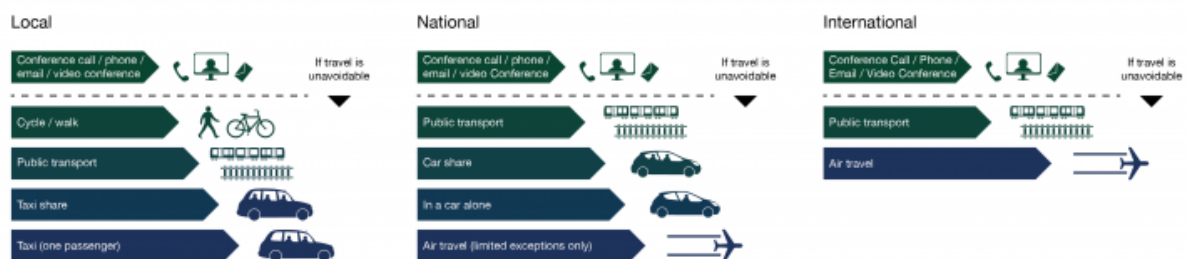 Local
Conference call / phone /
email / video conference
If travel is
unavoidable
Cycle / walk
Public transport
Taxi share
Taxi (one passenger)
National
Conference call / phone /
email / video Conference
If travel is
unavoidable
Public transport
Car share
In a car alone
Air travel (limited exceptions only)
International
Conference Call / Phone /
Email / Video Conference
If travel is
unavoidable
Public transport
Air travel